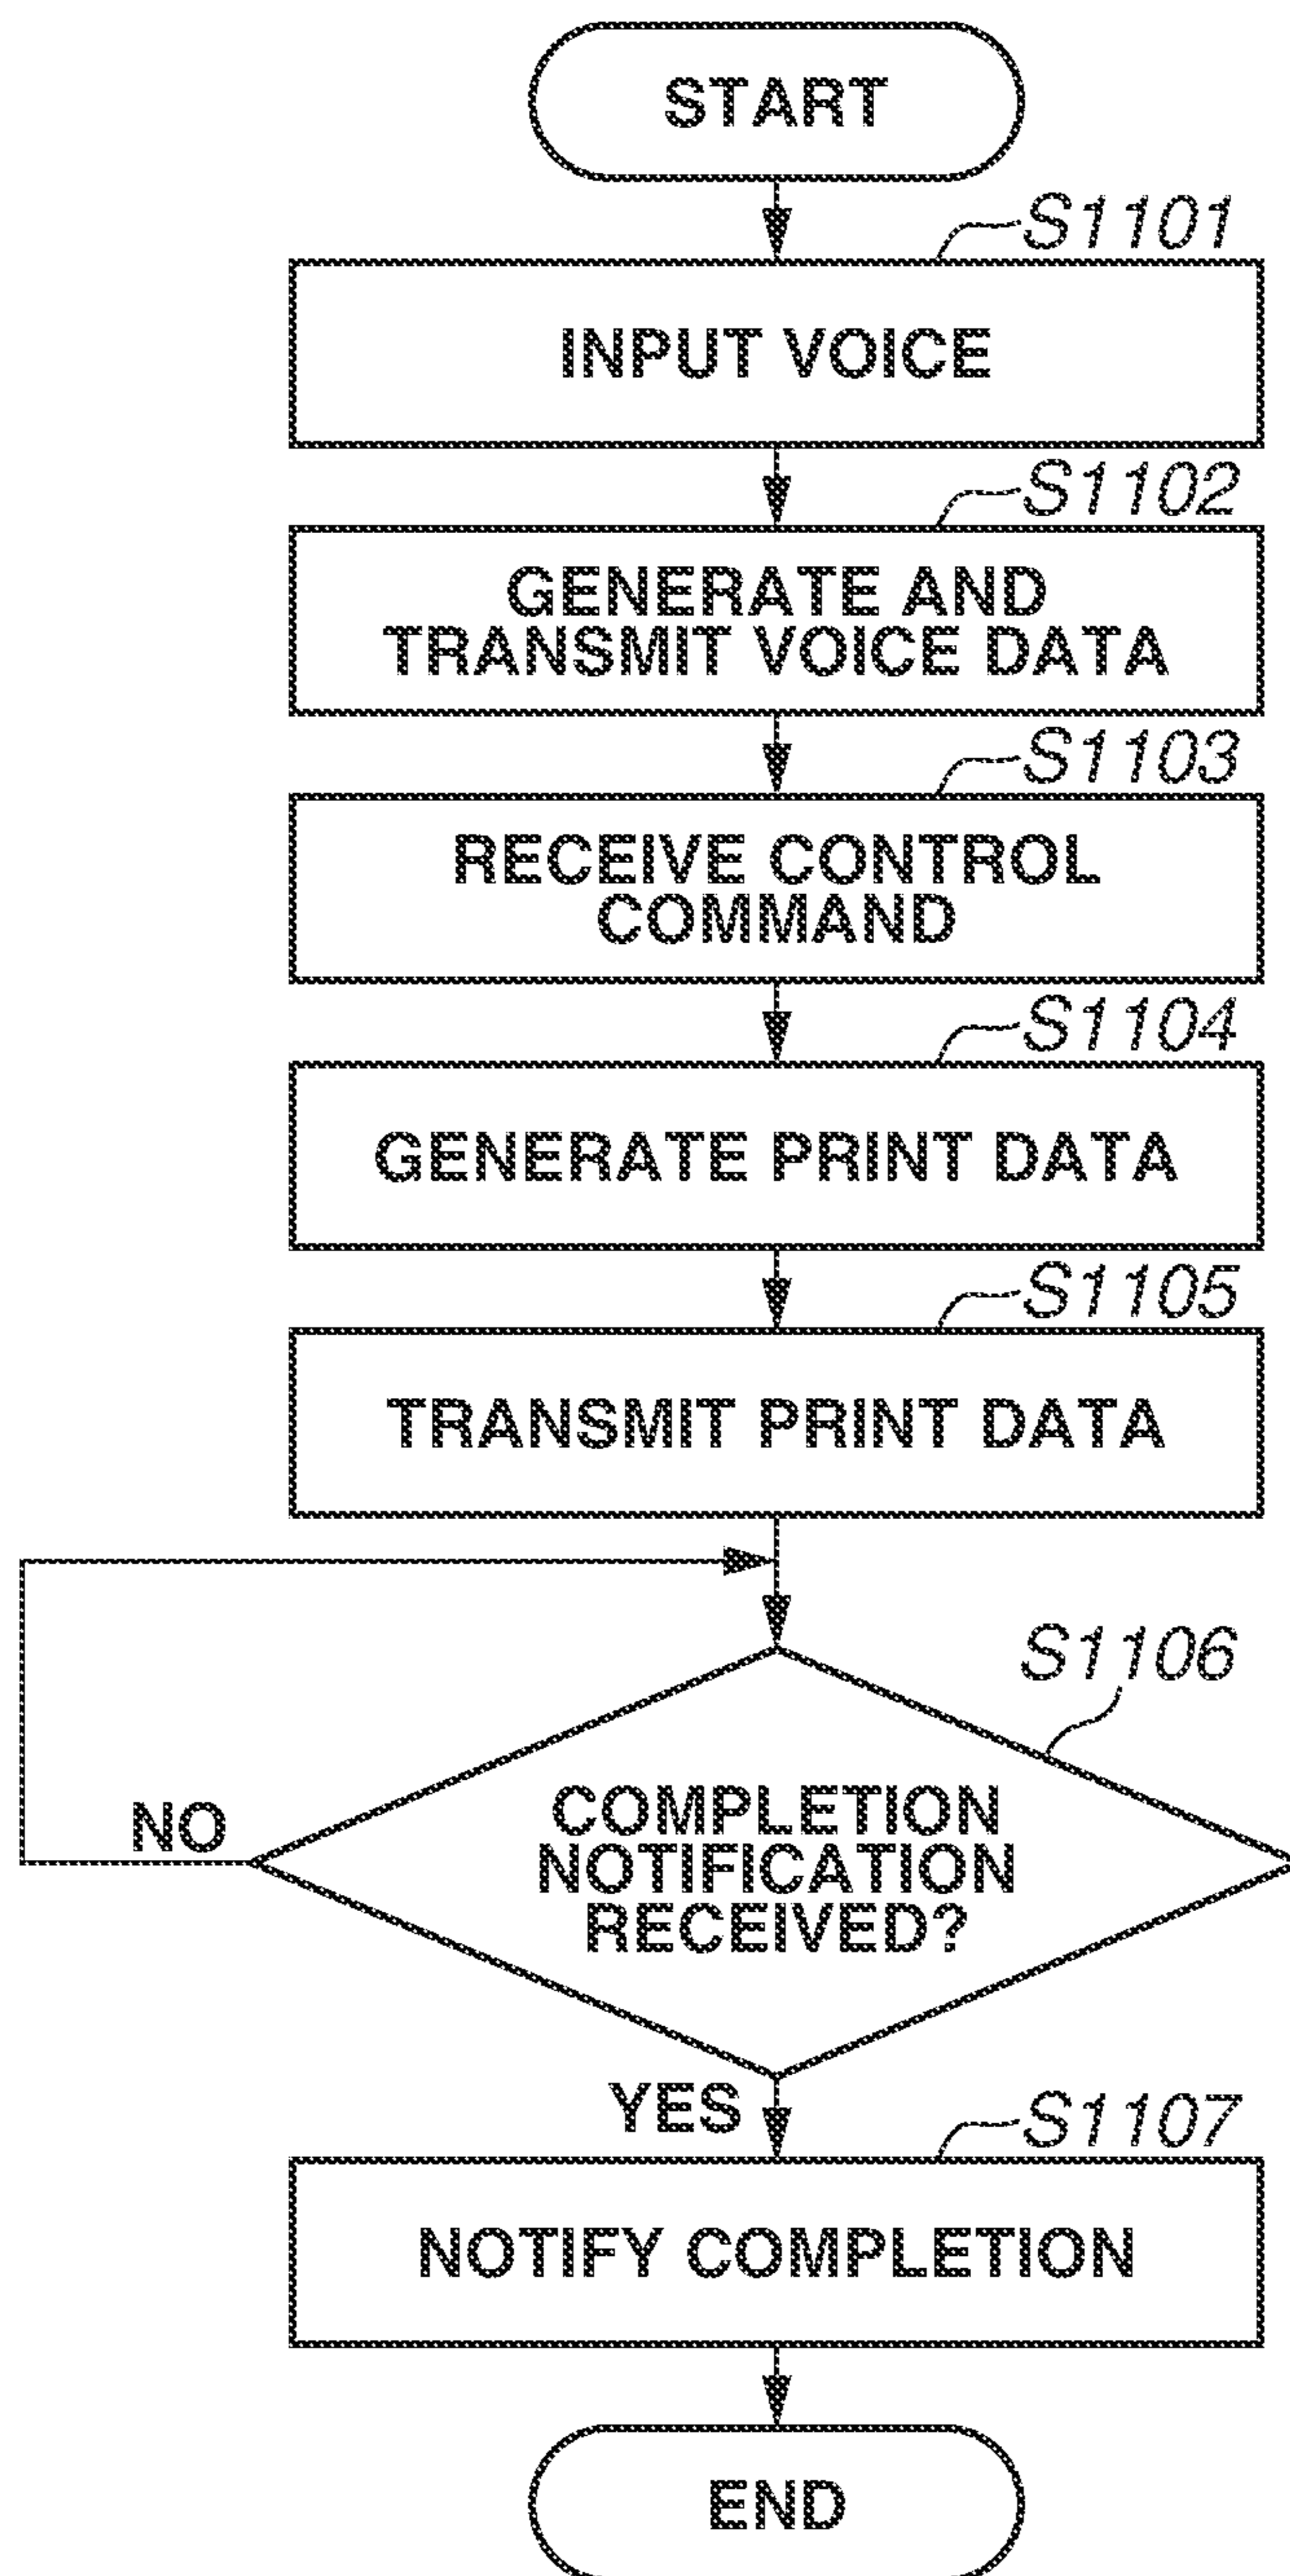 START
S1101
INPUT VOICE
S1102
GENERATE AND
TRANSMIT VOICE DATA
S1103
RECEIVE CONTROL
COMMAND
S1104
GENERATE PRINT DATA
S1105
TRANSMIT PRINT DATA
S1106
COMPLETION
NOTIFICATION
RECEIVED?
NO
YES
S1107
NOTIFY COMPLETION
END